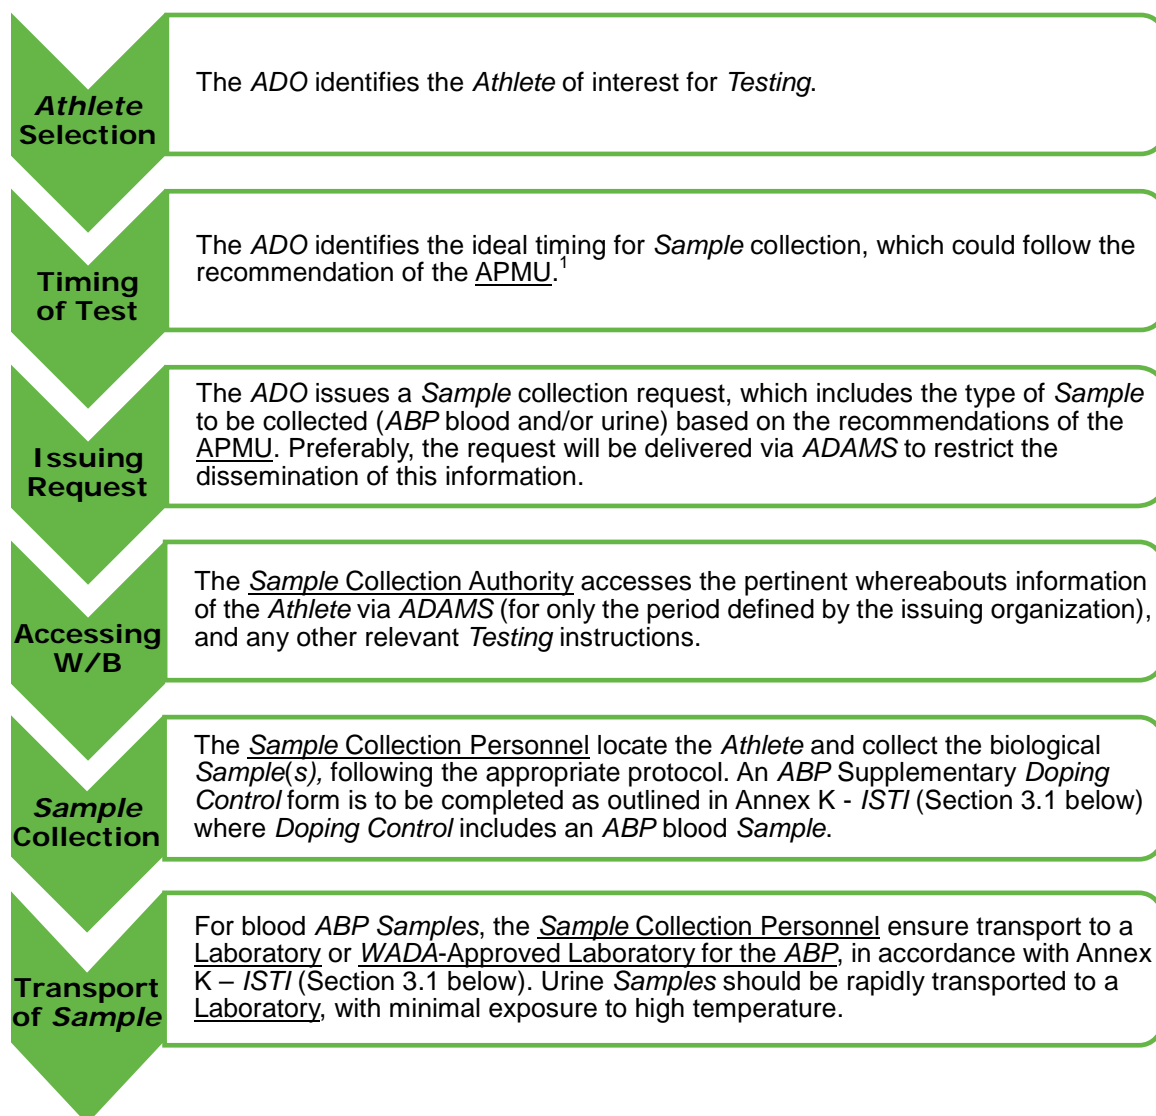 Athlete
Selection
The ADO identifies the Athlete of interest for Testing.
Timing
of Test
The ADO identifies the ideal timing for Sample collection, which could follow the
recommendation of the APMU.1
Issuing
Request
The ADO issues a Sample collection request, which includes the type of Sample
to be collected (ABP blood and/or urine) based on the recommendations of the
APMU. Preferably, the request will be delivered via ADAMS to restrict the
dissemination of this information.
Accessing
W/B
The Sample Collection Authority accesses the pertinent whereabouts information
of the Athlete via ADAMS (for only the period defined by the issuing organization),
and any other relevant Testing instructions.
Sample
Collection
The Sample Collection Personnel locate the Athlete and collect the biological
Sample(s), following the appropriate protocol. An ABP Supplementary Doping
Control form is to be completed as outlined in Annex K - ISTI (Section 3.1 below)
where Doping Control includes an ABP blood Sample.
Transport
of Sample
For blood ABP Samples, the Sample Collection Personnel ensure transport to a
Laboratory or WADA-Approved Laboratory for the ABP, in accordance with Annex
K – ISTI (Section 3.1 below). Urine Samples should be rapidly transported to a
Laboratory, with minimal exposure to high temperature.